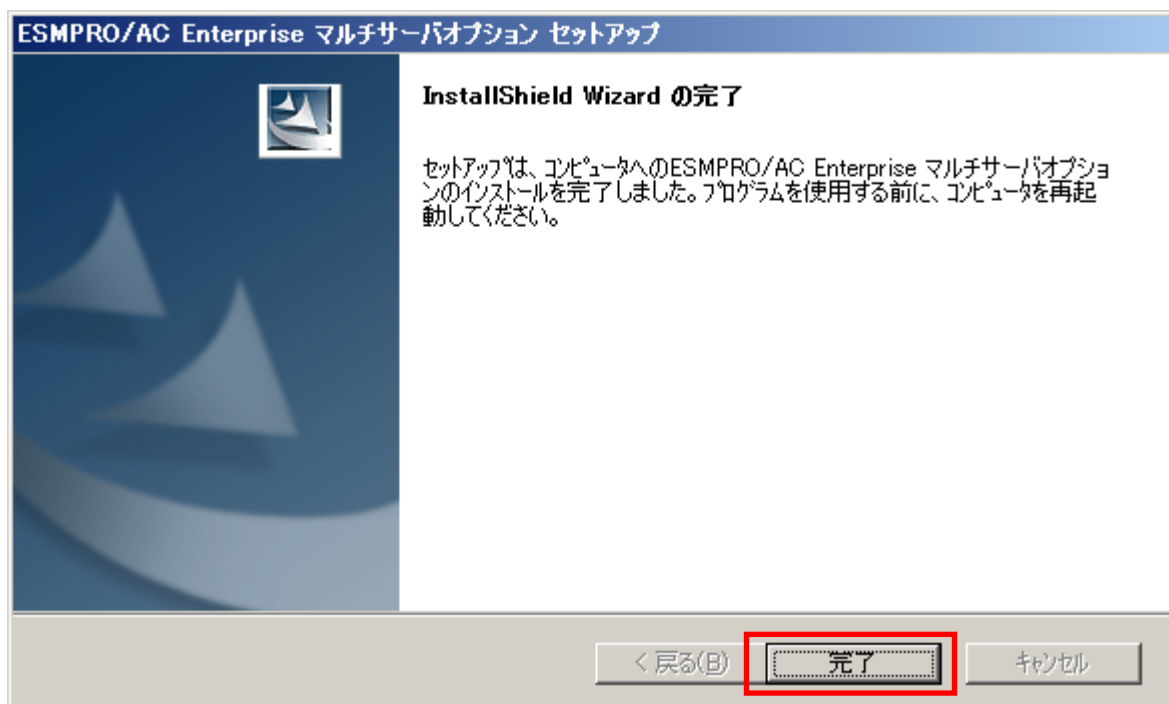 ESMPRO/AC Enterprise マルチサーバオプション セットアップ
InstallShield Wizard の完了
ｾｯﾄｱｯﾌﾟは、ｺﾝﾋﾟｭｰﾀへのESMPRO/AC Enterprise マルチサーバオプショ
ンのインストールを完了しました。ﾌﾟﾛｸﾞﾗﾑを使用する前に、ｺﾝﾋﾟｭｰﾀを再起
動してください。
< 戻る(B)
完了
ｷｬﾝｾﾙ